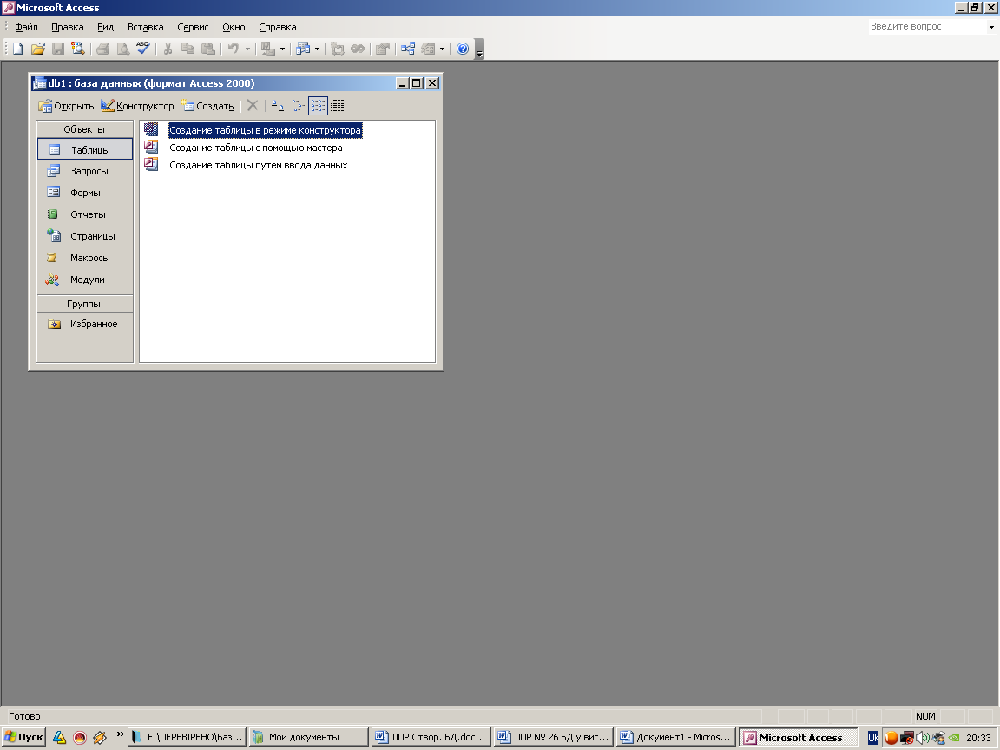 Microsoft Access
Файл Правка Вид Вставка Сервис Окно Справка
Введите вопрос
ABC
db1 : база данных (формат Access 2000)
Открыть Конструктор Создать
Объекты
Таблицы
Запросы
Формы
Отчеты
Страницы
Макросы
Модули
Группы
Избранное
Создание таблицы в режиме конструктора
Создание таблицы с помощью мастера
Создание таблицы путем ввода данных
Готово
NUM
Пуск
»
E:\ПЕРЕВІРЕНО\Баз...
Мои документы
ЛПР Створ. БД.doc...
ЛПР № 26 БД у виг...
Документ1 - Micros...
Microsoft Access
UK
20:33